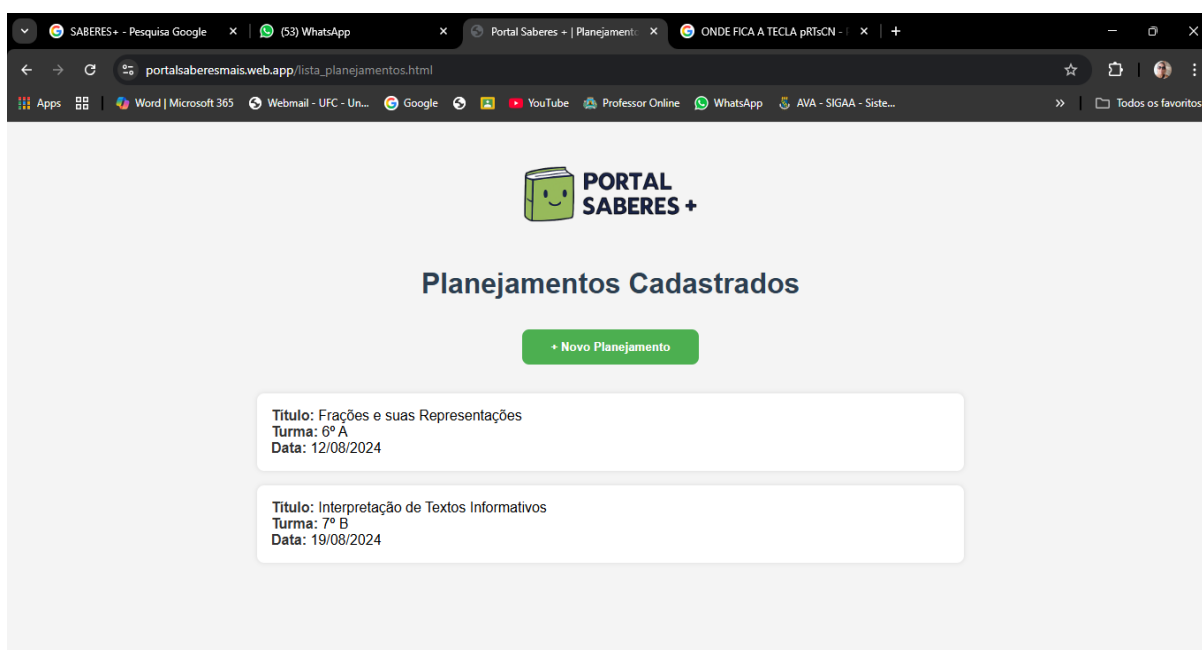 SABERES+ - Pesquisa Google
(53) WhatsApp
Portal Saberes + | Planejament
ONDE FICA A TECLA pRTsCN -
portalsaberesmais.web.app/lista_planejamentos.html
Apps
Word | Microsoft 365
Webmail - UFC - Un...
Google
YouTube
Professor Online
WhatsApp
AVA - SIGAA - Siste...
»
Todos os favoritos
PORTAL
SABERES +
Planejamentos Cadastrados
+ Novo Planejamento
Título: Frações e suas Representações
Turma: 6º A
Data: 12/08/2024
Título: Interpretação de Textos Informativos
Turma: 7º B
Data: 19/08/2024